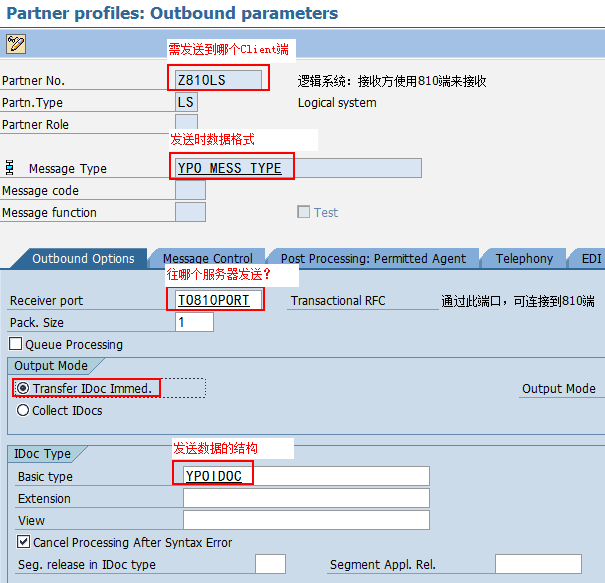 Partner profiles: Outbound parameters
需发送到哪个Client端
Partner No. Z810LS 逻辑系统：接收方使用810端来接收
Partn.Type LS Logical system
Partner Role
发送时数据格式
Message Type YPO_MESS_TYPE
Message code
Message function Test
Outbound Options Message Control Post Processing: Permitted Agent Telephony EDI
往哪个服务器发送?
Receiver port TO810PORT Transactional RFC 通过此端口，可连接到810端
Pack. Size 1
Queue Processing
Output Mode
Transfer IDoc Immed. Output Mode
Collect IDocs
IDoc Type
发送数据的结构
Basic type YPOIDOC
Extension
View
Cancel Processing After Syntax Error
Seg. release in IDoc type Segment Appl. Rel.